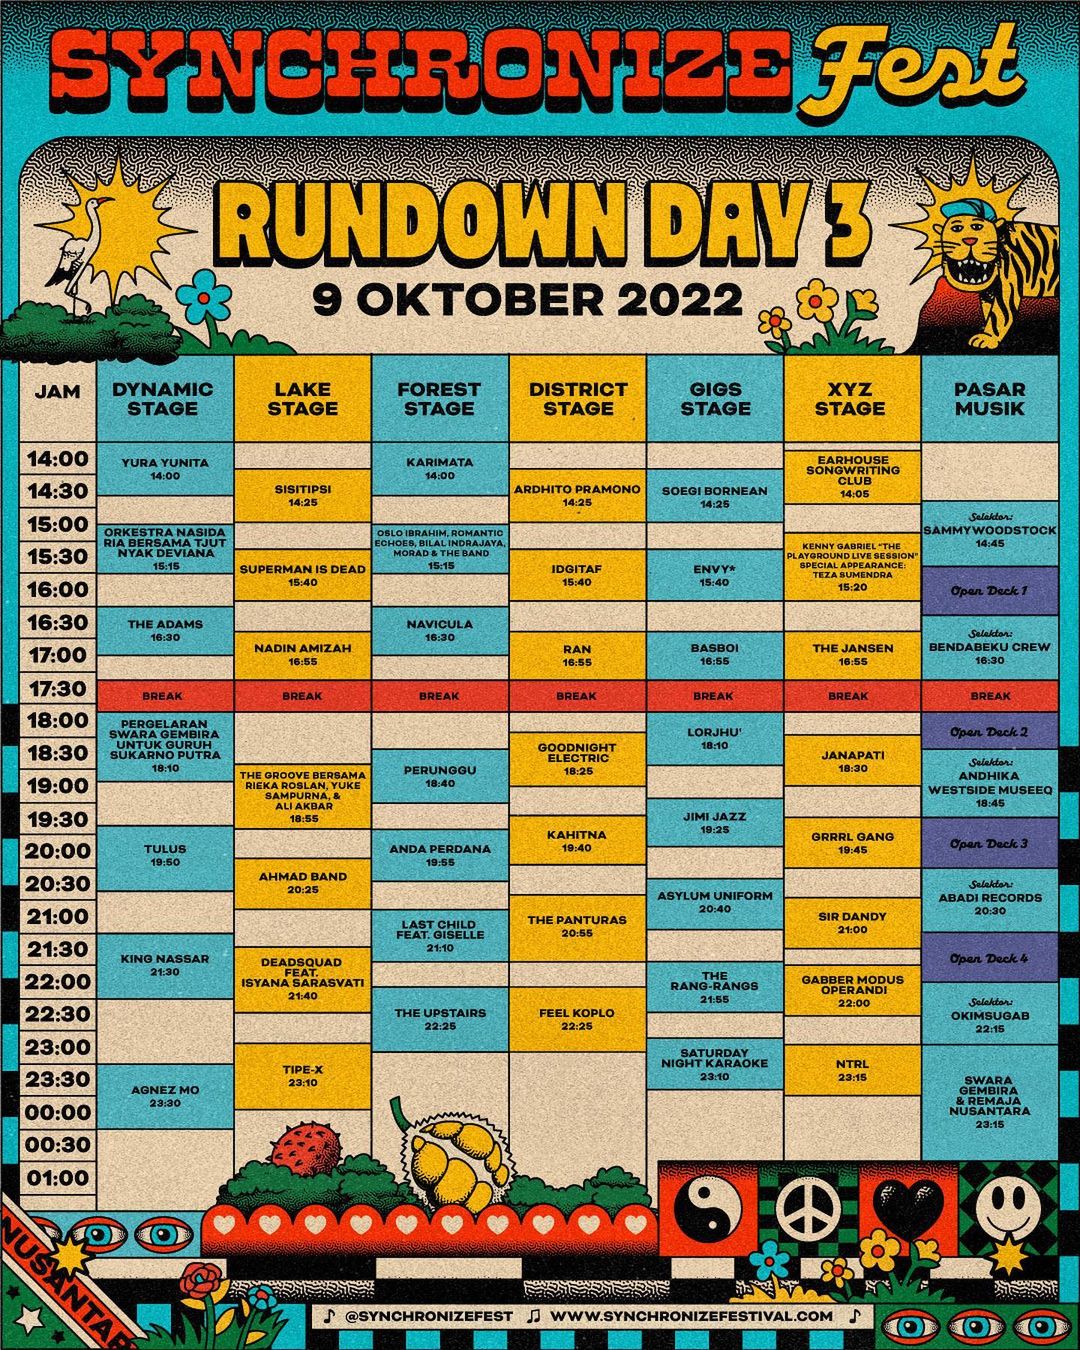 SYNCHRONIZE Fest
RUNDOWN DAY 3
9 OKTOBER 2022
JAM
14:00
14:30
15:00
15:30
16:00
16:30
17:00
17:30
18:00
18:30
19:00
19:30
20:00
20:30
21:00
21:30
22:00
22:30
23:00
23:30
00:00
00:30
01:00
DYNAMIC
STAGE
YURA YUNITA
14:00
ORKESTRA NASIDA
RIA BERSAMA TJUT
NYAK DEVIANA
15:15
THE ADAMS
16:30
BREAK
PERGELARAN
SWARA GEMBIRA
UNTUK GURUH
SUKARNO PUTRA
18:10
TULUS
19:50
KING NASSAR
21:30
AGNEZ MO
23:30
LAKE
STAGE
SISITIPSI
14:25
SUPERMAN IS DEAD
15:40
NADIN AMIZAH
16:55
BREAK
THE GROOVE BERSAMA
RIEKA ROSLAN, YUKE
SAMPURNA, &
ALI AKBAR
18:55
AHMAD BAND
20:25
DEADSQUAD
FEAT.
ISYANA SARASVATI
21:40
TIPE-X
23:10
FOREST
STAGE
KARIMATA
14:00
OSLO IBRAHIM, ROMANTIC
ECHOES, BILAL INDRAJAYA,
MORAD & THE BAND
15:15
NAVICULA
16:30
BREAK
PERUNGGU
18:40
ANDA PERDANA
19:55
LAST CHILD
FEAT. GISELLE
21:10
THE UPSTAIRS
22:25
DISTRICT
STAGE
ARDHITO PRAMONO
14:25
IDGITAF
15:40
RAN
16:55
BREAK
GOODNIGHT
ELECTRIC
18:25
KAHITNA
19:40
THE PANTURAS
20:55
FEEL KOPLO
22:25
GIGS
STAGE
SOEGI BORNEAN
14:25
ENVY*
15:40
BASBOI
16:55
BREAK
LORJHU'
18:10
JIMI JAZZ
19:25
ASYLUM UNIFORM
20:40
THE
RANG-RANGS
21:55
SATURDAY
NIGHT KARAOKE
23:10
XYZ
STAGE
EARHOUSE
SONGWRITING
CLUB
14:05
KENNY GABRIEL "THE
PLAYGROUND LIVE SESSION"
SPECIAL APPEARANCE:
TEZA SUMENDRA
15:20
THE JANSEN
16:55
BREAK
JANAPATI
18:30
GRRRL GANG
19:45
SIR DANDY
21:00
GABBER MODUS
OPERANDI
22:00
NTRL
23:15
PASAR
MUSIK
Selektor:
SAMMYWOODSTOCK
14:45
Open Deck 1
Selektor:
BENDABEKU CREW
16:30
BREAK
Open Deck 2
Selektor:
ANDHIKA
WESTSIDE MUSEEQ
18:45
Open Deck 3
Selektor:
ABADI RECORDS
20:30
Open Deck 4
Selektor:
OKIMSUGAB
22:15
SWARA
GEMBIRA
& REMAJA
NUSANTARA
23:15
NUSANTAR
@SYNCHRONIZEFEST WWW.SYNCHRONIZEFESTIVAL.COM